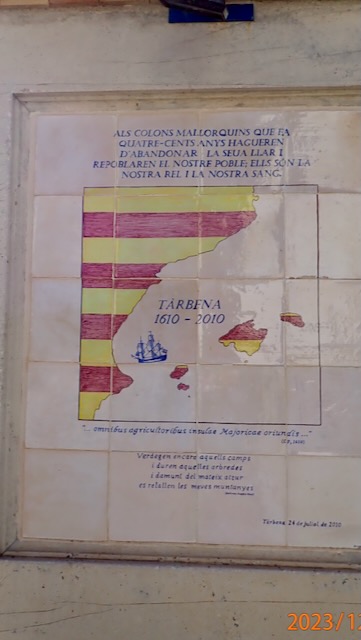 ALS COLONS MALLORQUINS QUE FA
QUATRE-CENTS ANYS HAGUEREN
D'ABANDONAR LA SEUA LLAR I
REPOBLAREN EL NOSTRE POBLE; ELLS SÓN LA
NOSTRA REL I LA NOSTRA SANG.
TÀRBENA
1610 - 2010
"... omnibus agricultoribus insulae Majoricae oriundis ..."
Verdegen encara aquells camps
i duren aquelles arbredes
i damunt del mateix atzur
es retallen les meves muntanyes
Tàrbena, 24 de juliol de 2010
2023/1